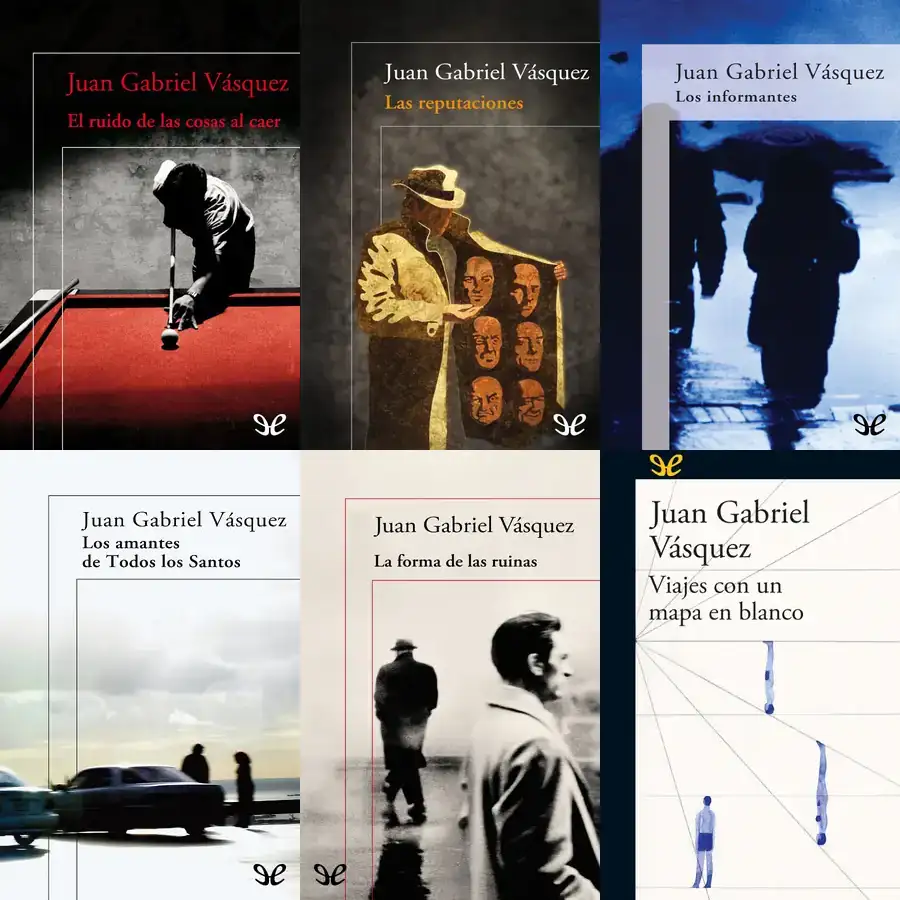 Juan Gabriel Vásquez
El ruido de las cosas al caer
Juan Gabriel Vásquez
Las reputaciones
Juan Gabriel Vásquez
Los informantes
Juan Gabriel Vásquez
Los amantes
de Todos los Santos
Juan Gabriel Vásquez
La forma de las ruinas
Juan Gabriel
Vásquez
Viajes con un
mapa en blanco